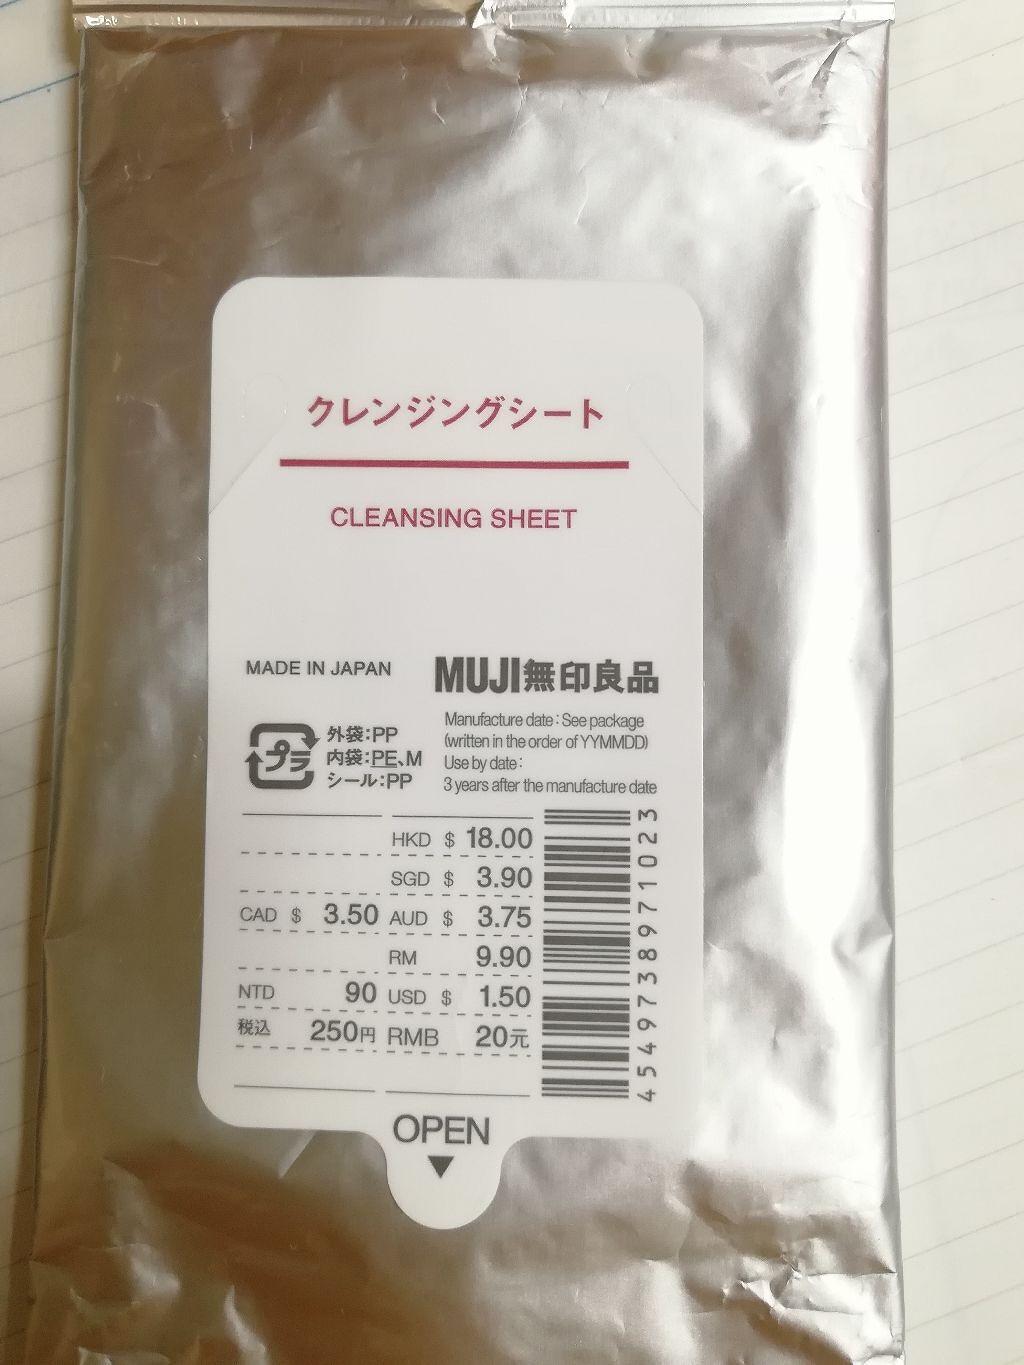 クレンジングシート
CLEANSING SHEET
MADE IN JAPAN
MUJI無印良品
プラ
外袋:PP
内袋:PE、M
シール:PP
Manufacture date : See package
(written in the order of YYMMDD)
Use by date :
3 years after the manufacture date
HKD $ 18.00
SGD $ 3.90
CAD $ 3.50 AUD $ 3.75
RM 9.90
NTD 90 USD $ 1.50
税込 250円 RMB 20元
4549738971023
OPEN